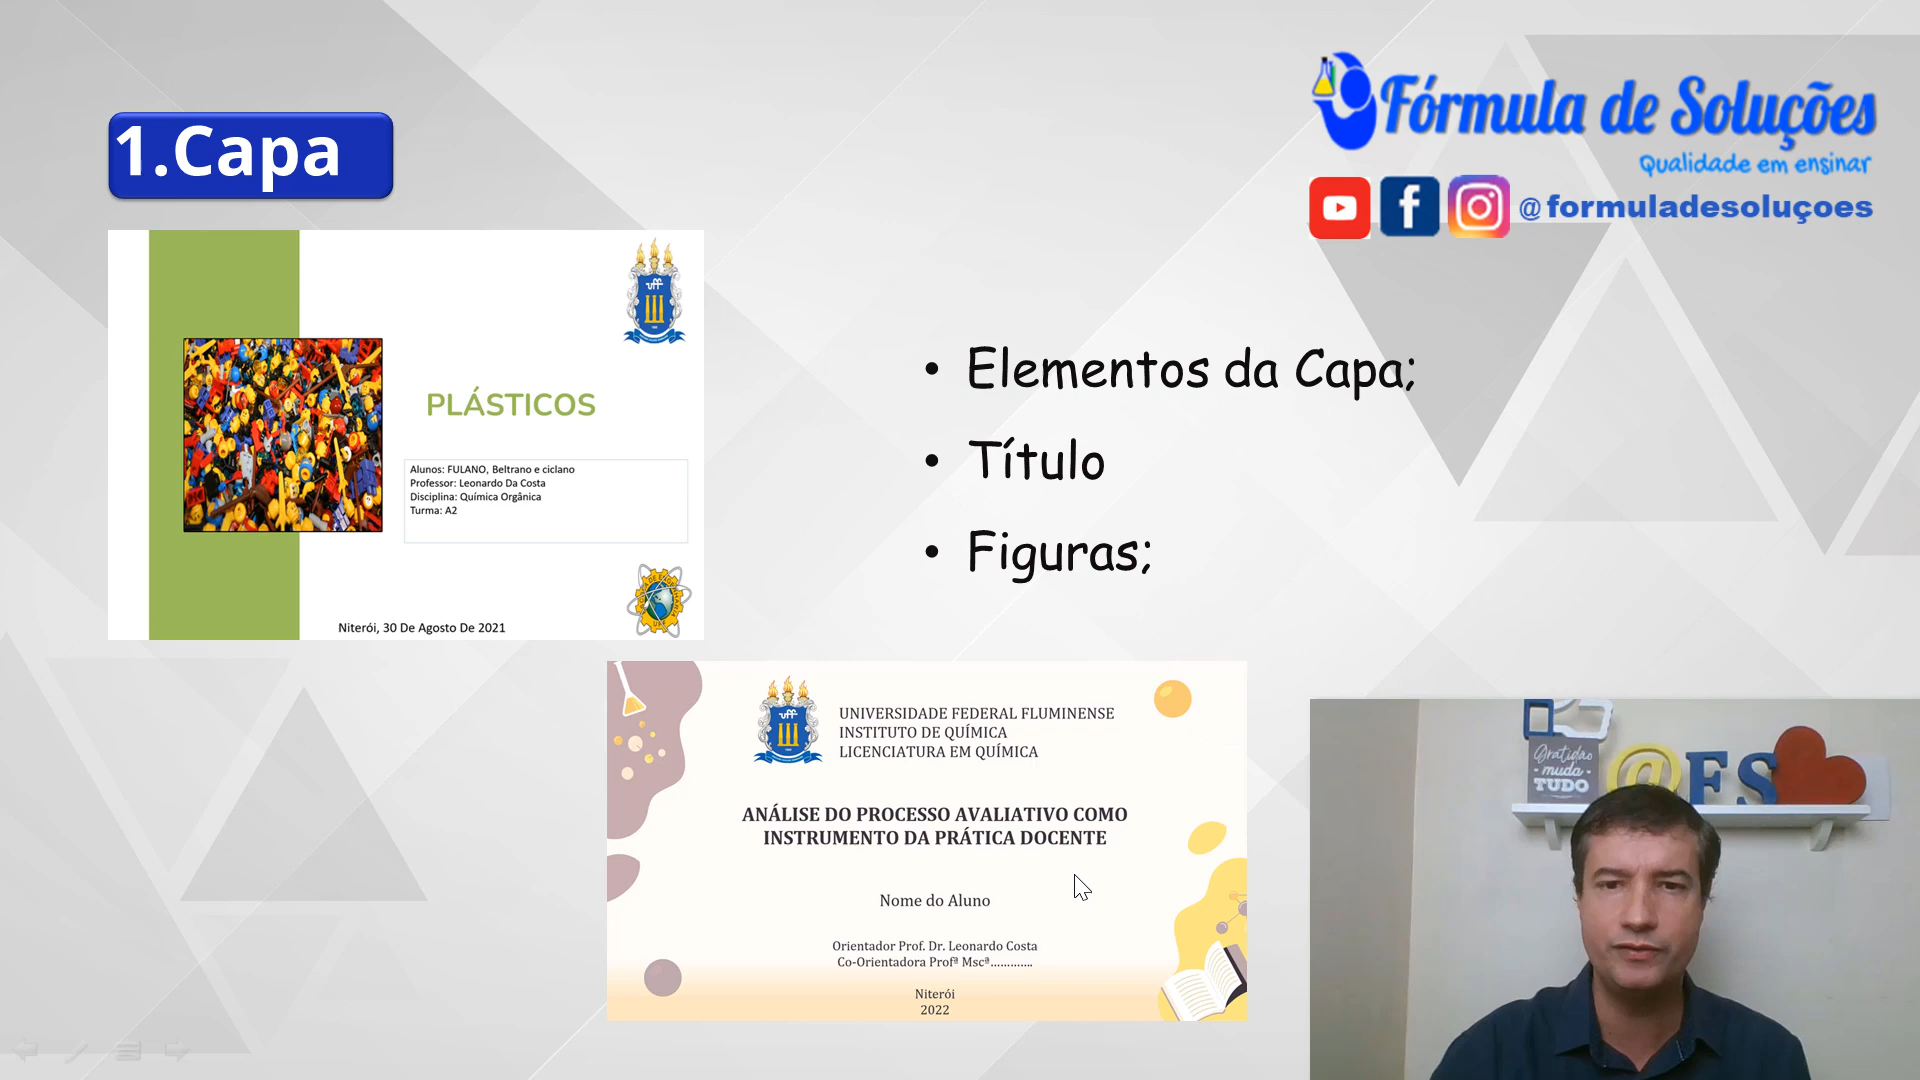 1.Capa
Fórmula de Soluções
Qualidade em ensinar
@formuladesoluçoes
uff
PLÁSTICOS
Alunos: FULANO, Beltrano e ciclano
Professor: Leonardo Da Costa
Disciplina: Química Orgânica
Turma: A2
Niterói, 30 De Agosto De 2021
• Elementos da Capa;
• Título
• Figuras;
uff
UNIVERSIDADE FEDERAL FLUMINENSE
INSTITUTO DE QUÍMICA
LICENCIATURA EM QUÍMICA
ANÁLISE DO PROCESSO AVALIATIVO COMO
INSTRUMENTO DA PRÁTICA DOCENTE
Nome do Aluno
Orientador Prof. Dr. Leonardo Costa
Co-Orientadora Profª Mscª.............
Niterói
2022
Gratidão
muda
TUDO
@FS